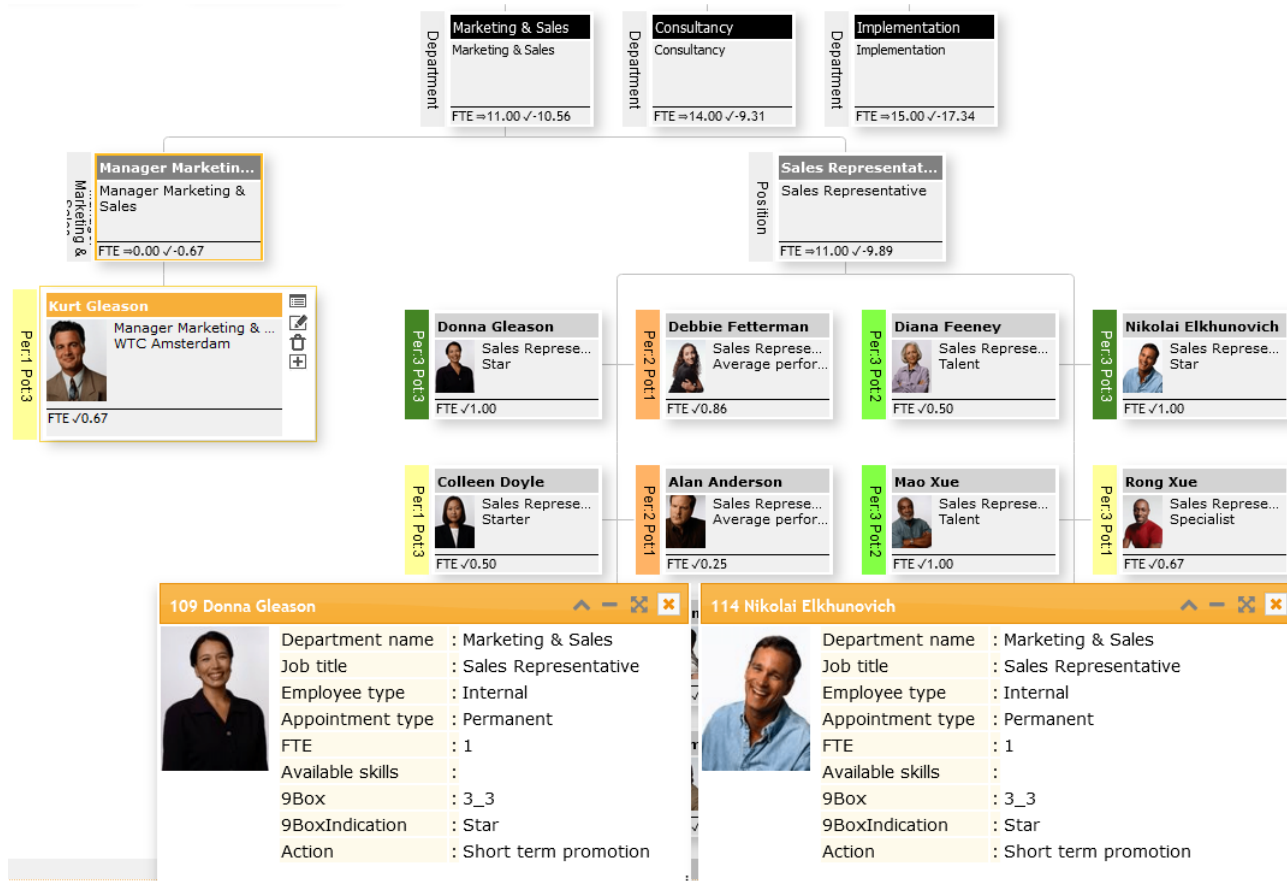 Department
Marketing & Sales
Marketing & Sales
FTE ⇒11.00 ✓-10.56
Department
Consultancy
Consultancy
FTE ⇒14.00 ✓-9.31
Department
Implementation
Implementation
FTE ⇒15.00 ✓-17.34
Marketing &
Manager Marketin...
Manager Marketing &
Sales
FTE ⇒0.00 ✓-0.67
Position
Sales Representat...
Sales Representative
FTE ⇒11.00 ✓-9.89
Per:1 Pot:3
Kurt Gleason
Manager Marketing & ...
WTC Amsterdam
FTE ✓0.67
Per:3 Pot:3
Donna Gleason
Sales Represe...
Star
FTE ✓1.00
Per:2 Pot:1
Debbie Fetterman
Sales Represe...
Average perfor...
FTE ✓0.86
Per:3 Pot:2
Diana Feeney
Sales Represe...
Talent
FTE ✓0.50
Per:3 Pot:3
Nikolai Elkhunovich
Sales Represe...
Star
FTE ✓1.00
Per:1 Pot:3
Colleen Doyle
Sales Represe...
Starter
FTE ✓0.50
Per:2 Pot:1
Alan Anderson
Sales Represe...
Average perfor...
FTE ✓0.25
Per:3 Pot:2
Mao Xue
Sales Represe...
Talent
FTE ✓1.00
Per:3 Pot:1
Rong Xue
Sales Represe...
Specialist
FTE ✓0.67
109 Donna Gleason
Department name : Marketing & Sales
Job title : Sales Representative
Employee type : Internal
Appointment type : Permanent
FTE : 1
Available skills :
9Box : 3_3
9BoxIndication : Star
Action : Short term promotion
114 Nikolai Elkhunovich
Department name : Marketing & Sales
Job title : Sales Representative
Employee type : Internal
Appointment type : Permanent
FTE : 1
Available skills :
9Box : 3_3
9BoxIndication : Star
Action : Short term promotion